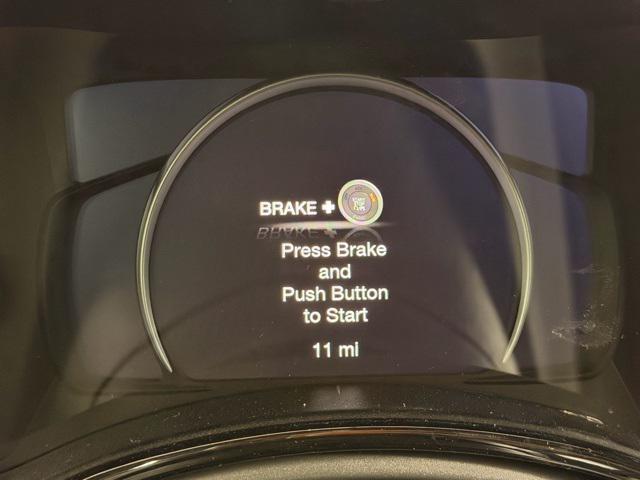 BRAKE +
Press Brake
and
Push Button
to Start
11 mi